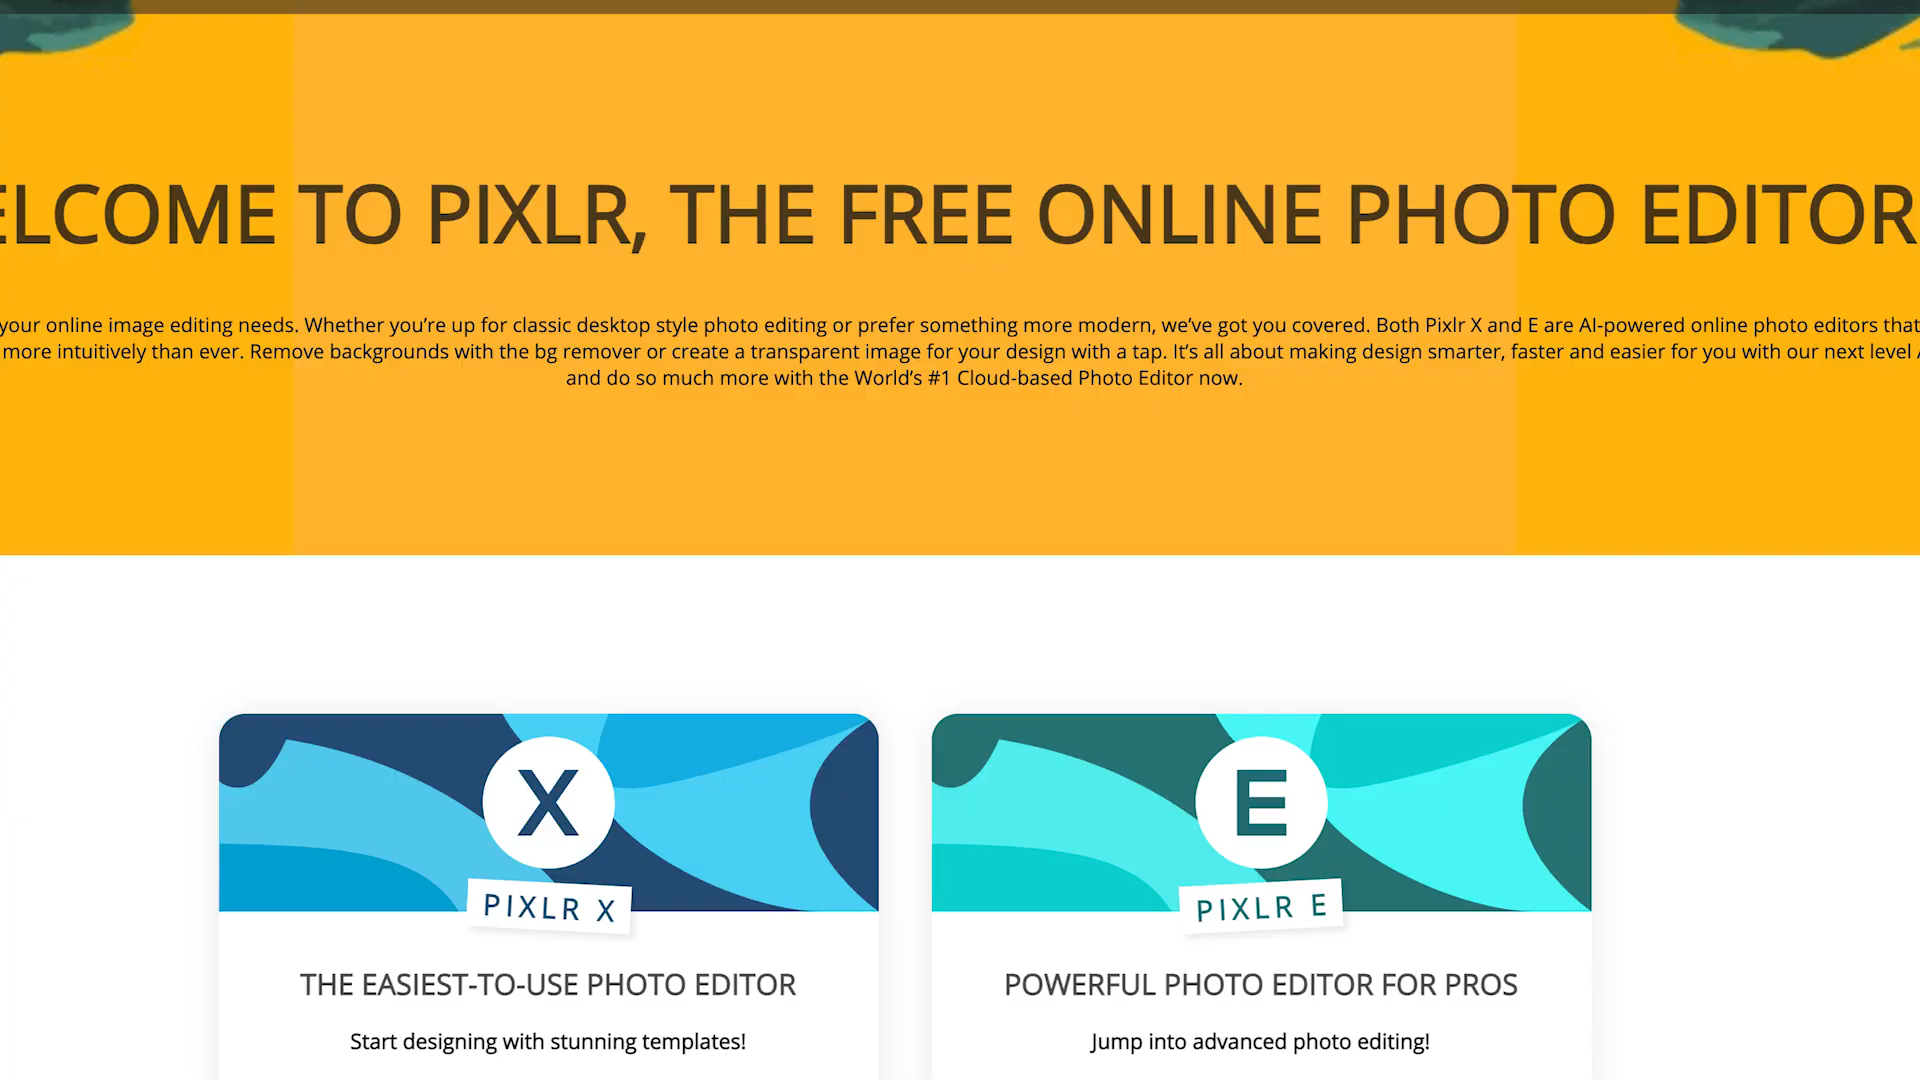 ELCOME TO PIXLR, THE FREE ONLINE PHOTO EDITOR
your online image editing needs. Whether you’re up for classic desktop style photo editing or prefer something more modern, we’ve got you covered. Both Pixlr X and E are AI-powered online photo editors that
more intuitively than ever. Remove backgrounds with the bg remover or create a transparent image for your design with a tap. It’s all about making design smarter, faster and easier for you with our next level
and do so much more with the World’s #1 Cloud-based Photo Editor now.
X
PIXLR X
THE EASIEST-TO-USE PHOTO EDITOR
Start designing with stunning templates!
E
PIXLR E
POWERFUL PHOTO EDITOR FOR PROS
Jump into advanced photo editing!